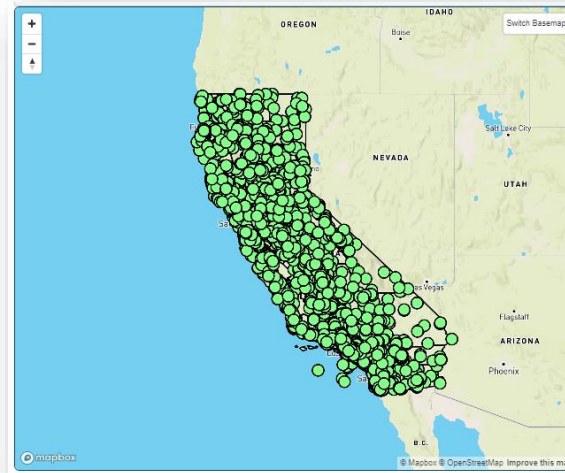 IDAHO
OREGON
Boise
Switch Basemap
Salt Lake City
NEVADA
UTAH
as Vegas
Flagstaff
ARIZONA
Phoenix
B.C.
mapbox
© Mapbox © OpenStreetMap Improve this ma